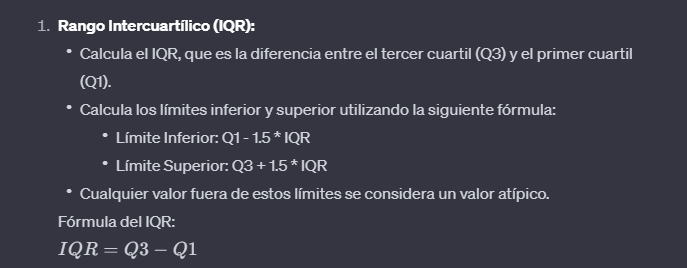 1. Rango Intercuartílico (IQR):
• Calcula el IQR, que es la diferencia entre el tercer cuartil (Q3) y el primer cuartil
(Q1).
• Calcula los límites inferior y superior utilizando la siguiente fórmula:
• Límite Inferior: Q1 - 1.5 * IQR
• Límite Superior: Q3 + 1.5 * IQR
• Cualquier valor fuera de estos límites se considera un valor atípico.
Fórmula del IQR:
IQR = Q3 − Q1